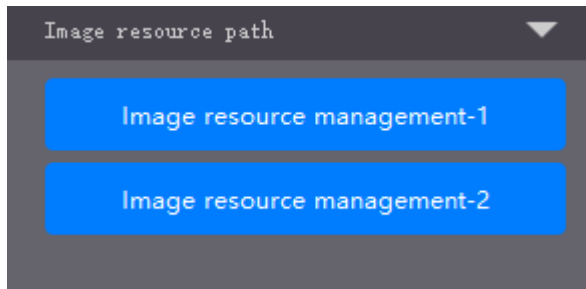 Image resource path
Image resource management-1
Image resource management-2